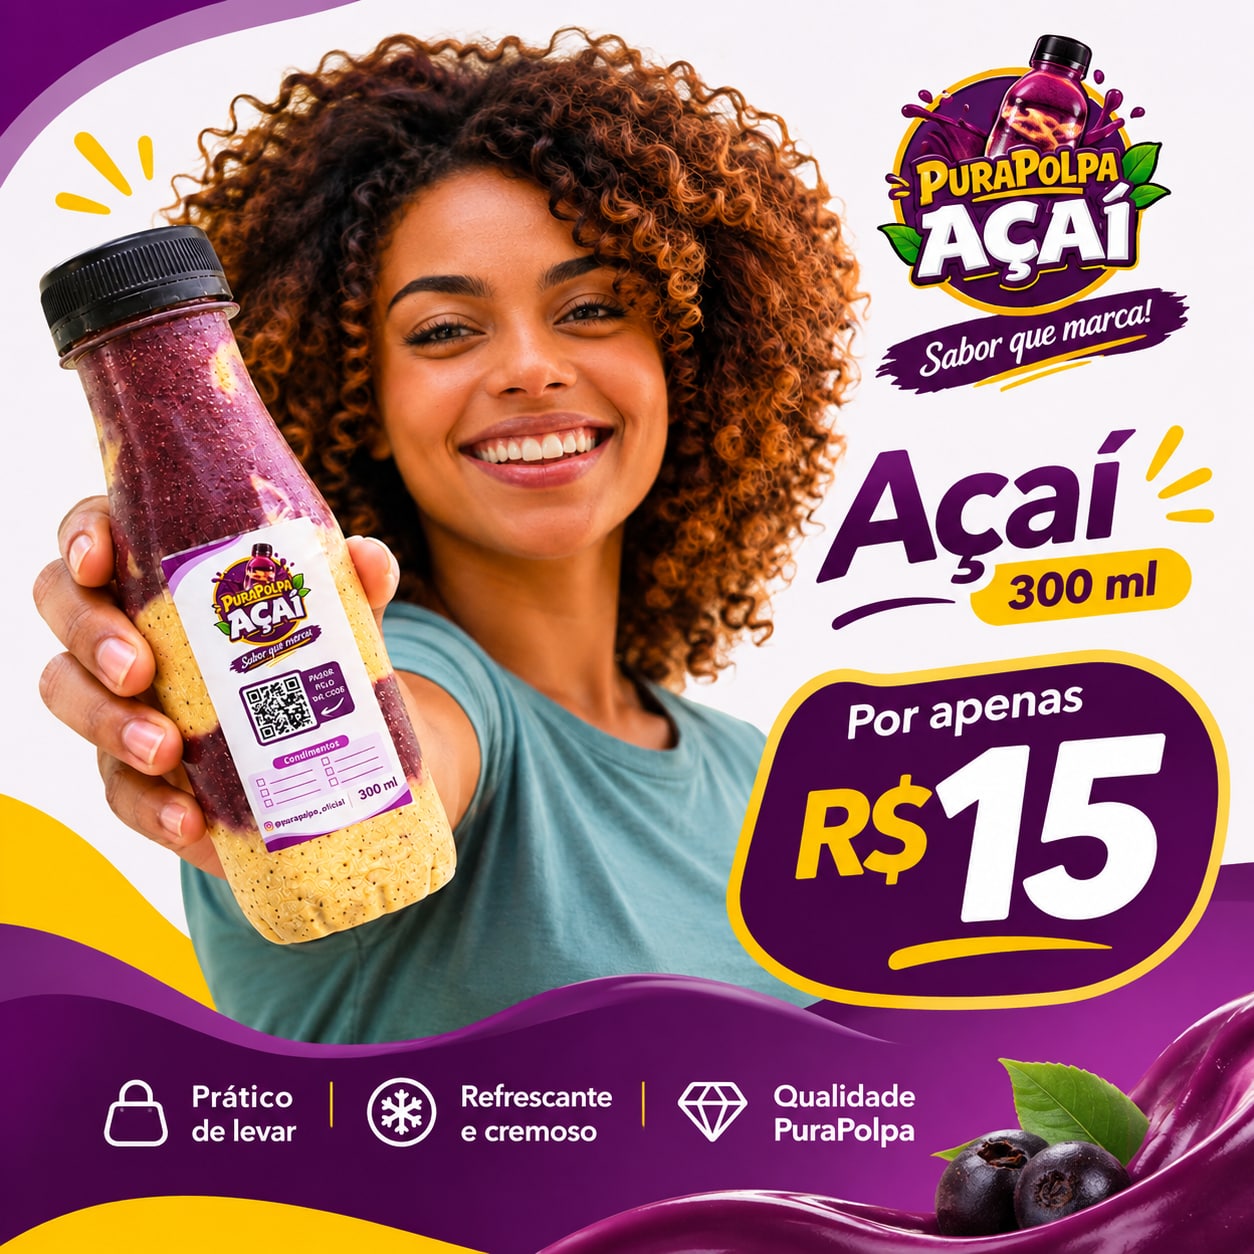 PURAPOLPA
AÇAÍ
Sabor que marca!
Açaí
300 ml
Por apenas
R$15
PURAPOLPA
AÇAÍ
Sabor que marca!
Condimentos
300 ml
Prático
de levar
Refrescante
e cremoso
Qualidade
PuraPolpa